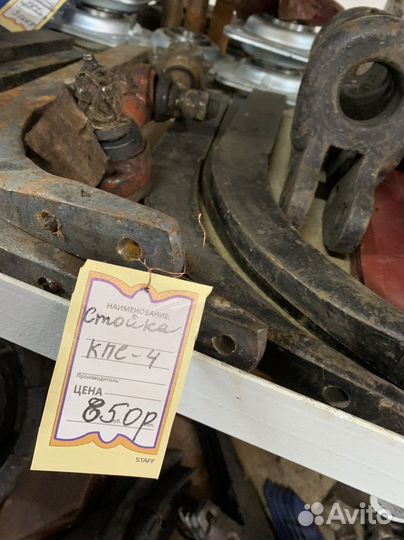 НАИМЕНОВАНИЕ:
Стойка
КПС-4
Производитель
ЦЕНА
850р
STAFF
Avito